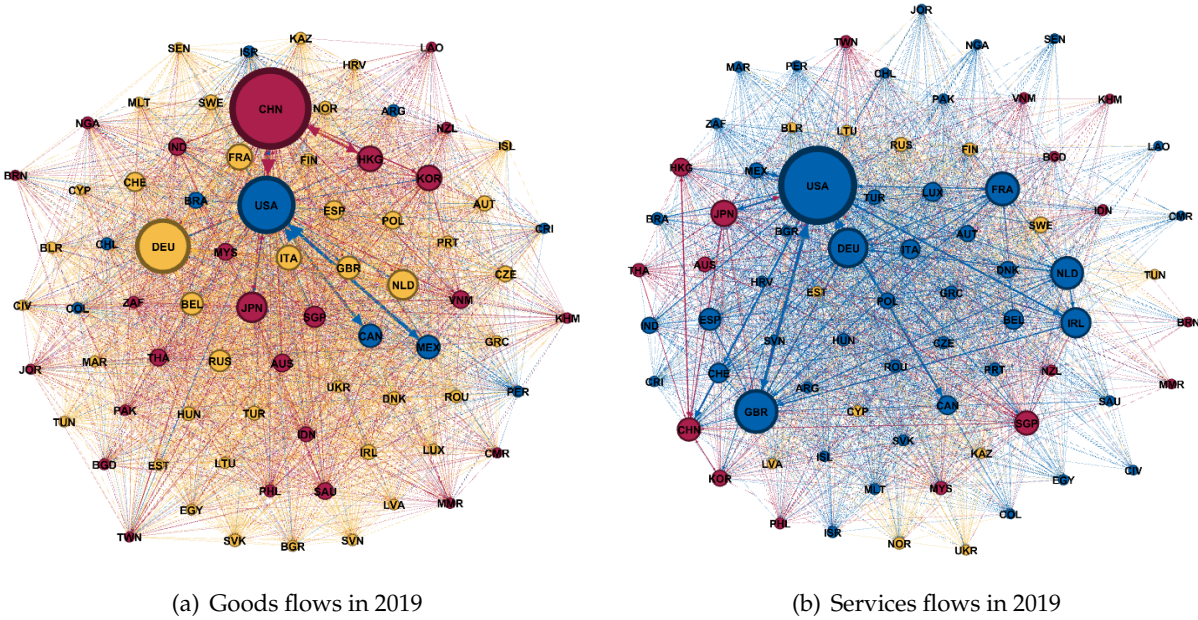 KAZ
SEN
ISR
LAO
HRV
MLT
SWE
CHN
NOR
ARG
NGA
NZL
IND
FRA
FIN
HKG
ISL
BRN
CYP
CHE
KOR
BRA
USA
ESP
POL
AUT
CRI
BLR
CHL
DEU
MYS
ITA
GBR
PRT
CZE
NLD
CIV
COL
ZAF
BEL
JPN
SGP
VNM
KHM
CAN
MEX
GRC
JOR
MAR
THA
RUS
AUS
UKR
DNK
ROU
PER
TUN
PAK
HUN
TUR
IDN
BGD
EST
LTU
IRL
LUX
CMR
PHL
SAU
LVA
MMR
EGY
TWN
SVK
BGR
SVN
(a) Goods flows in 2019
JOR
TWN
NGA
SEN
MAR
PER
CHL
PAK
VNM
KHM
ZAF
BLR
LTU
RUS
FIN
LAO
HKG
MEX
USA
TUR
LUX
FRA
BGD
BRA
JPN
BGR
AUT
SWE
IDN
CMR
THA
AUS
HRV
DEU
ITA
DNK
NLD
TUN
EST
POL
GRC
IND
ESP
SVN
HUN
CZE
BEL
IRL
BRN
CRI
CHE
ARG
ROU
PRT
NZL
MMR
GBR
CYP
CAN
SAU
CHN
SVK
SGP
KAZ
KOR
LVA
ISL
MLT
MYS
EGY
CIV
PHL
ISR
NOR
COL
UKR
(b) Services flows in 2019